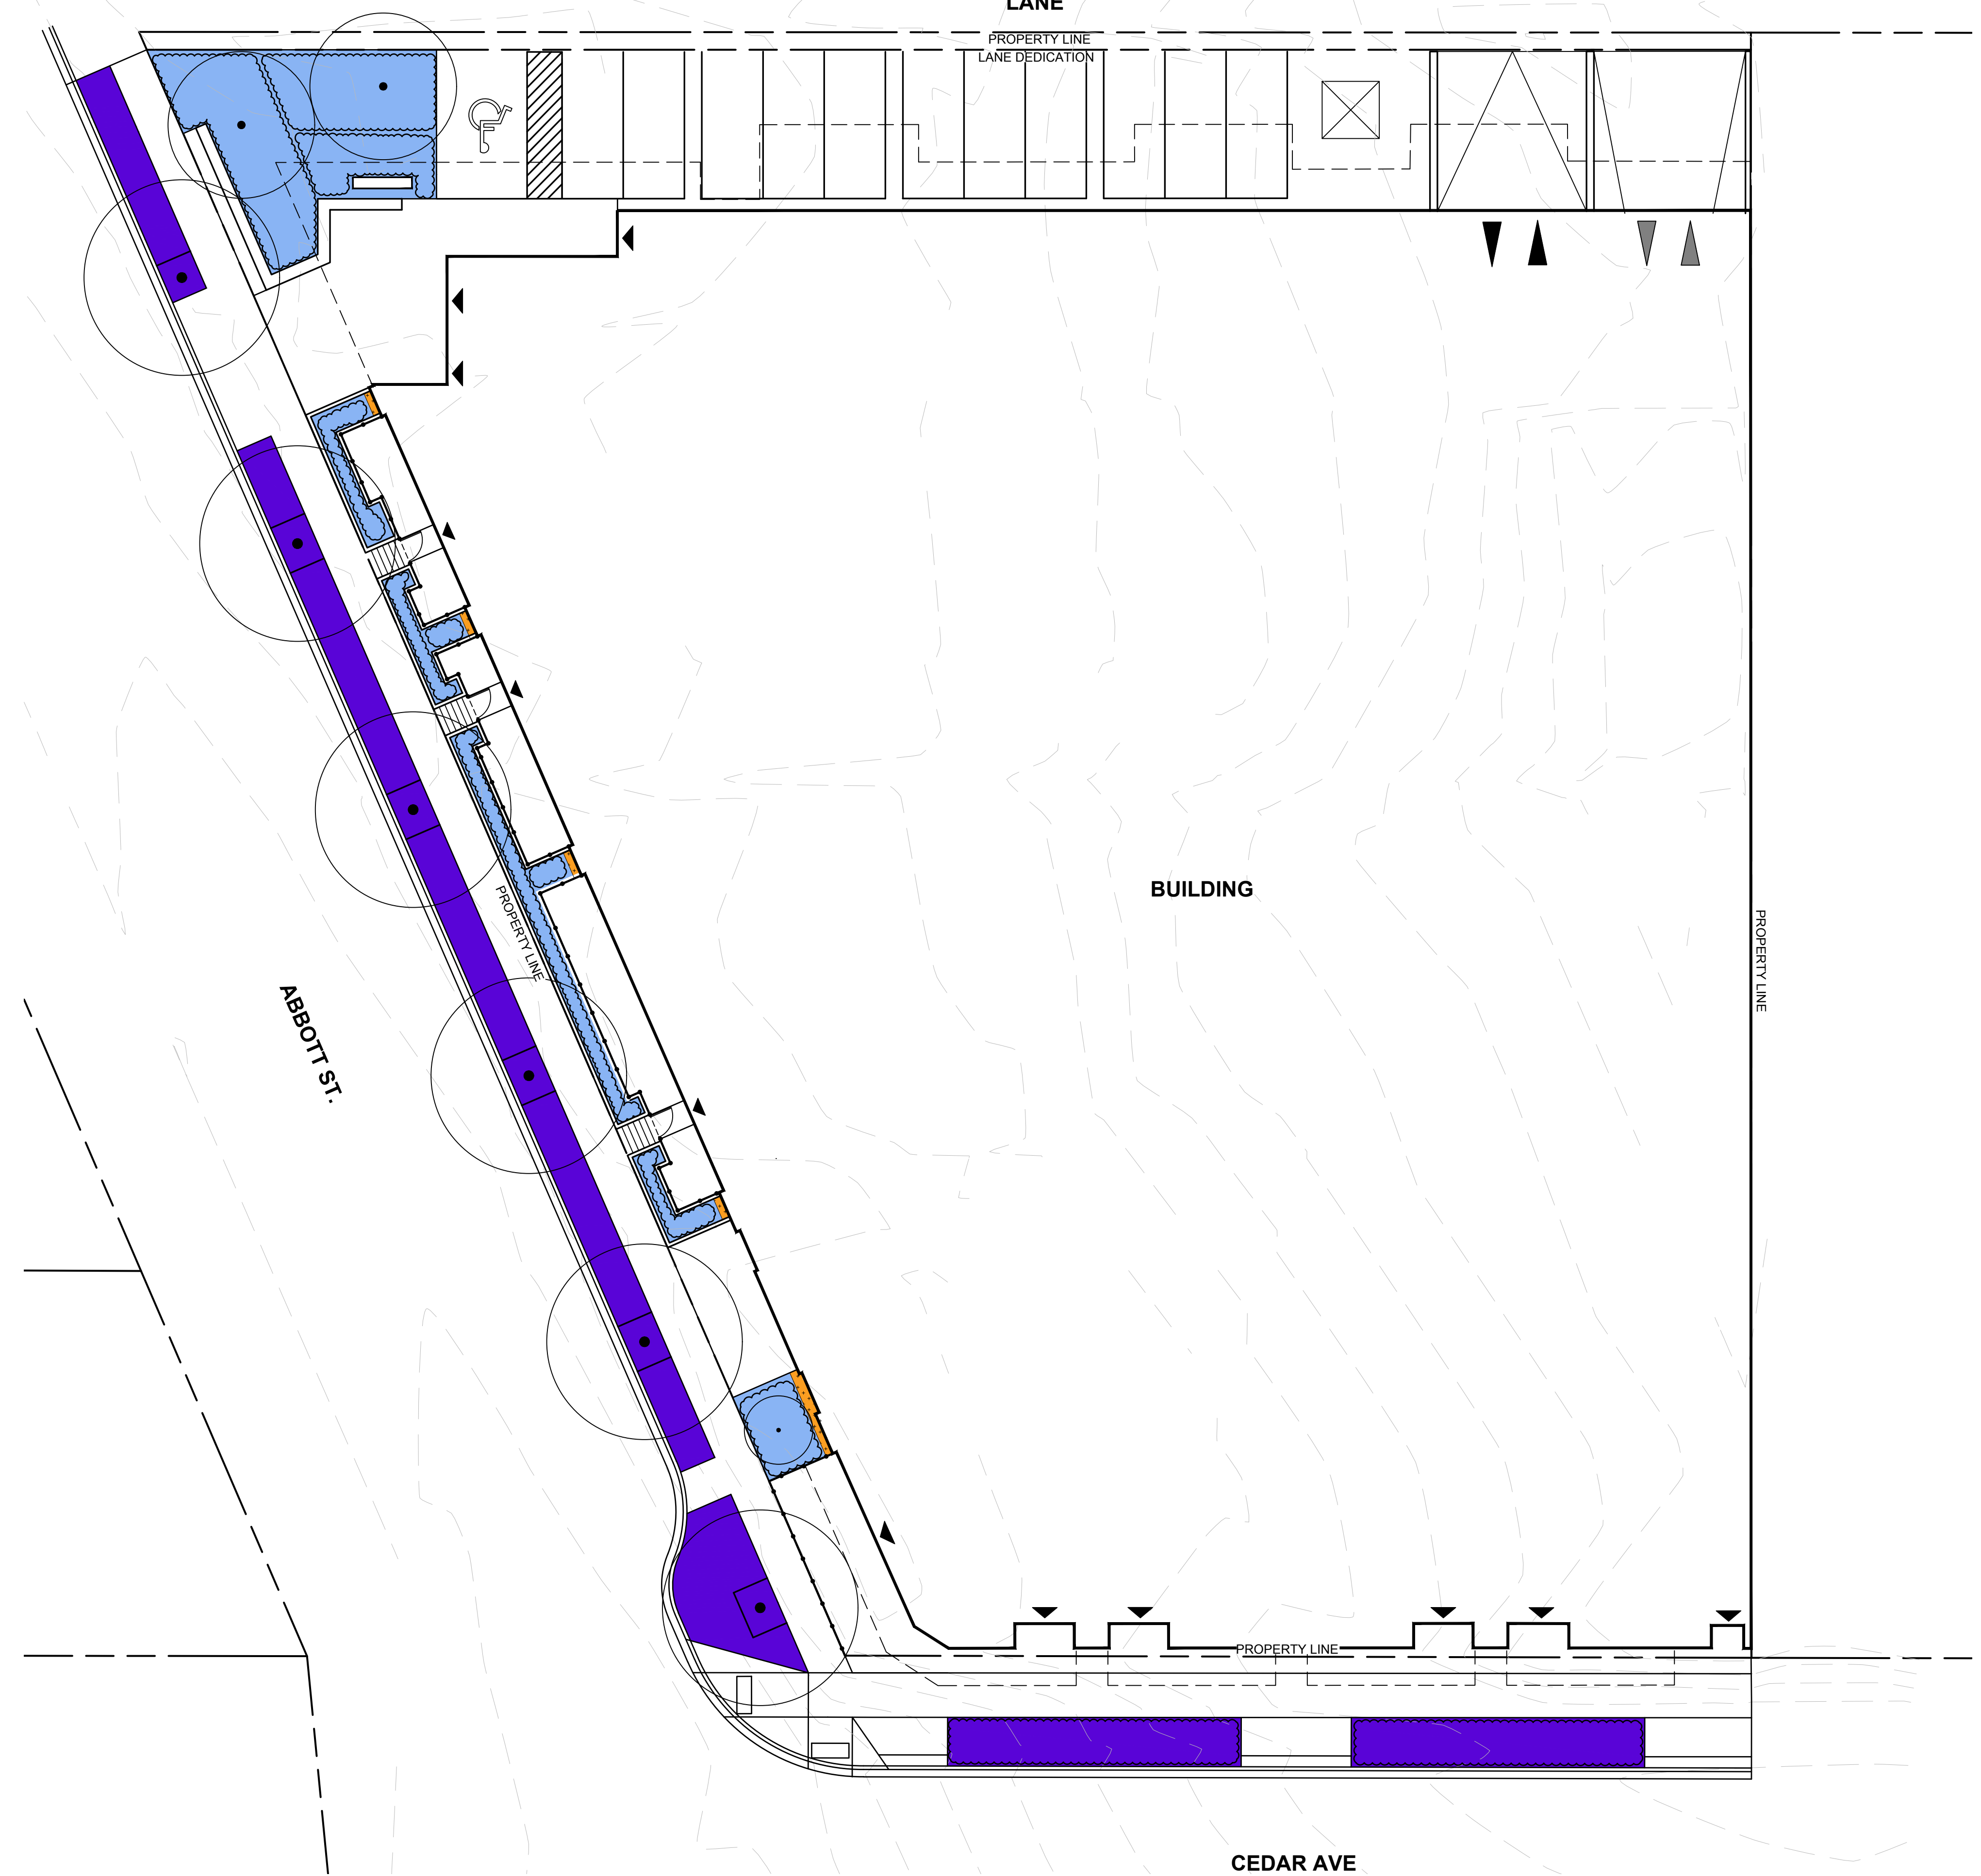 LANE
PROPERTY LINE
LANE DEDICATION
BUILDING
PROPERTY LINE
PROPERTY LINE
ABBOTT ST.
PROPERTY LINE
CEDAR AVE